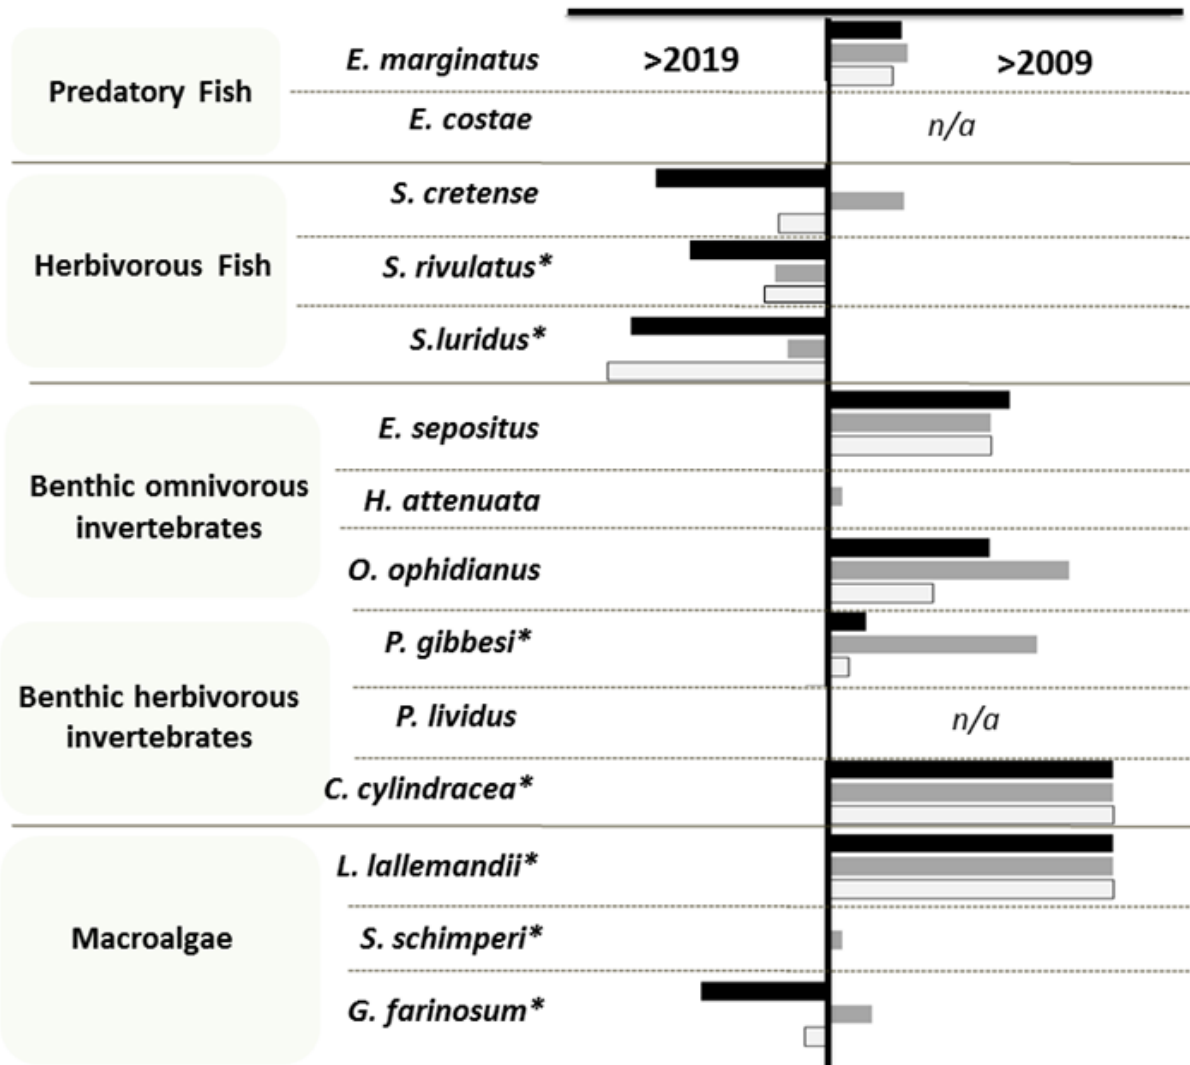 >2019
>2009
Predatory Fish
E. marginatus
E. costae
n/a
Herbivorous Fish
S. cretense
S. rivulatus*
S.luridus*
Benthic omnivorous
invertebrates
E. sepositus
H. attenuata
O. ophidianus
Benthic herbivorous
invertebrates
P. gibbesi*
P. lividus
n/a
C. cylindracea*
Macroalgae
L. lallemandii*
S. schimperi*
G. farinosum*